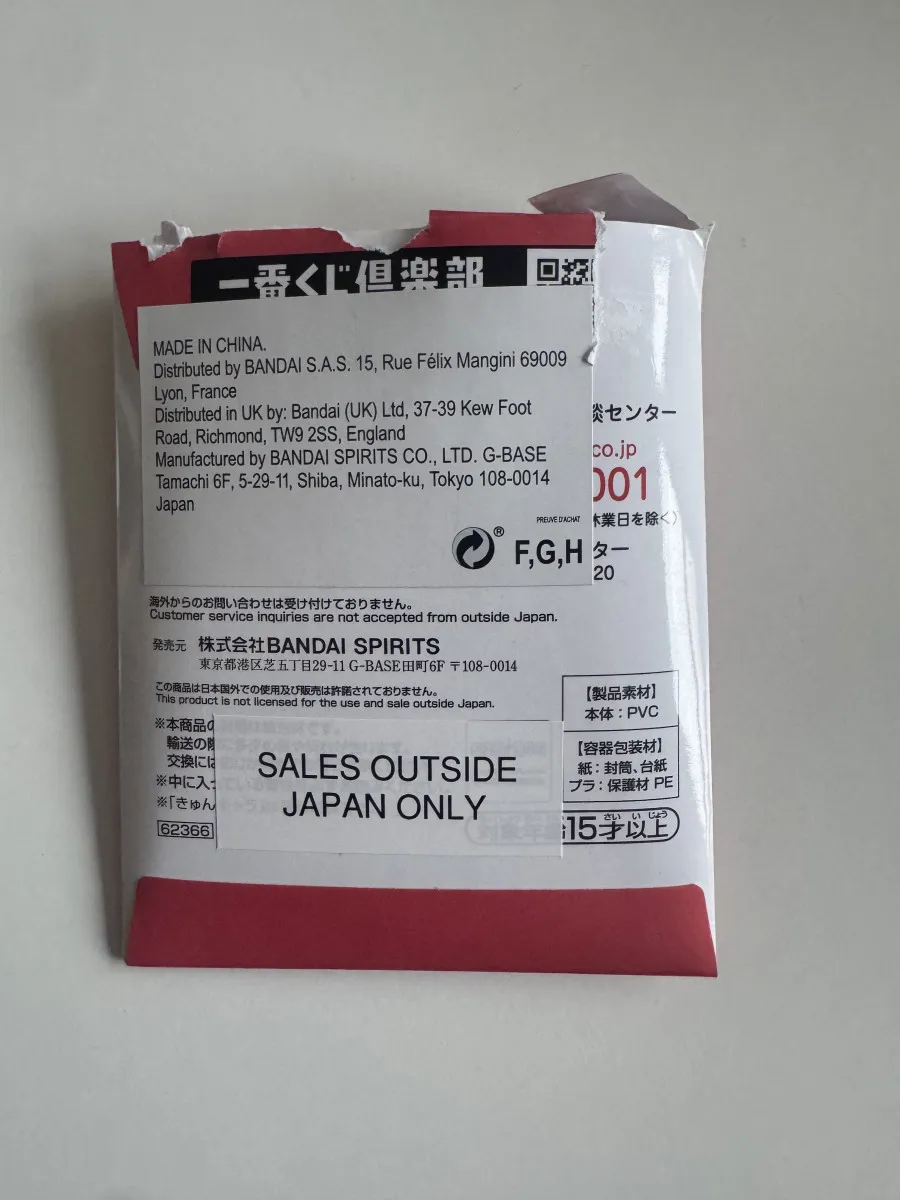 一番くじ倶楽部
MADE IN CHINA.
Distributed by BANDAI S.A.S. 15, Rue Félix Mangini 69009
Lyon, France
Distributed in UK by: Bandai (UK) Ltd, 37-39 Kew Foot
Road, Richmond, TW9 2SS, England
Manufactured by BANDAI SPIRITS CO., LTD. G-BASE
Tamachi 6F, 5-29-11, Shiba, Minato-ku, Tokyo 108-0014
Japan
PREUVE D'ACHAT
® F,G,H
談センター
co.jp
001
休業日を除く)
ター
20
海外からのお問い合わせは受け付けておりません。
Customer service inquiries are not accepted from outside Japan.
発売元 株式会社BANDAI SPIRITS
東京都港区芝五丁目29-11 G-BASE田町6F 〒108-0014
この商品は日本国外での使用及び販売は許諾されておりません。
This product is not licensed for the use and sale outside Japan.
※本商品の
輸送の際
交換には
※中に入っ
※「きゅん
62366
SALES OUTSIDE
JAPAN ONLY
【製品素材】
本体:PVC
【容器包装材】
紙:封筒、台紙
プラ:保護材 PE
対象年齢15才以上
さい いじょう